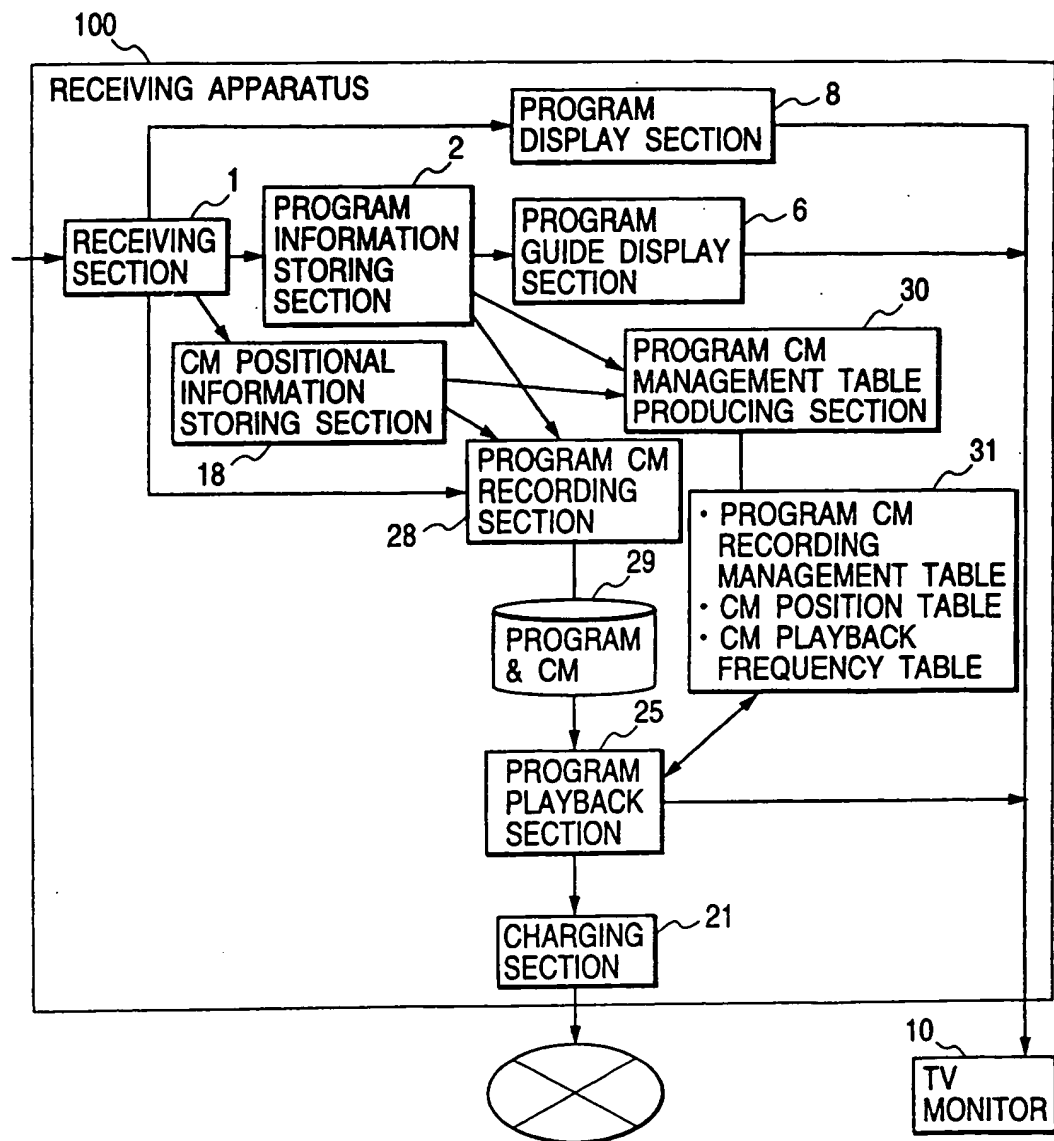 100
RECEIVING APPARATUS
PROGRAM
DISPLAY SECTION
8
1
RECEIVING
SECTION
2
PROGRAM
INFORMATION
STORING
SECTION
PROGRAM
GUIDE DISPLAY
SECTION
6
CM POSITIONAL
INFORMATION
STORING SECTION
18
30
PROGRAM CM
MANAGEMENT TABLE
PRODUCING SECTION
PROGRAM CM
RECORDING
SECTION
28
31
· PROGRAM CM
RECORDING
MANAGEMENT TABLE
· CM POSITION TABLE
· CM PLAYBACK
FREQUENCY TABLE
29
PROGRAM
& CM
25
PROGRAM
PLAYBACK
SECTION
21
CHARGING
SECTION
10
TV
MONITOR